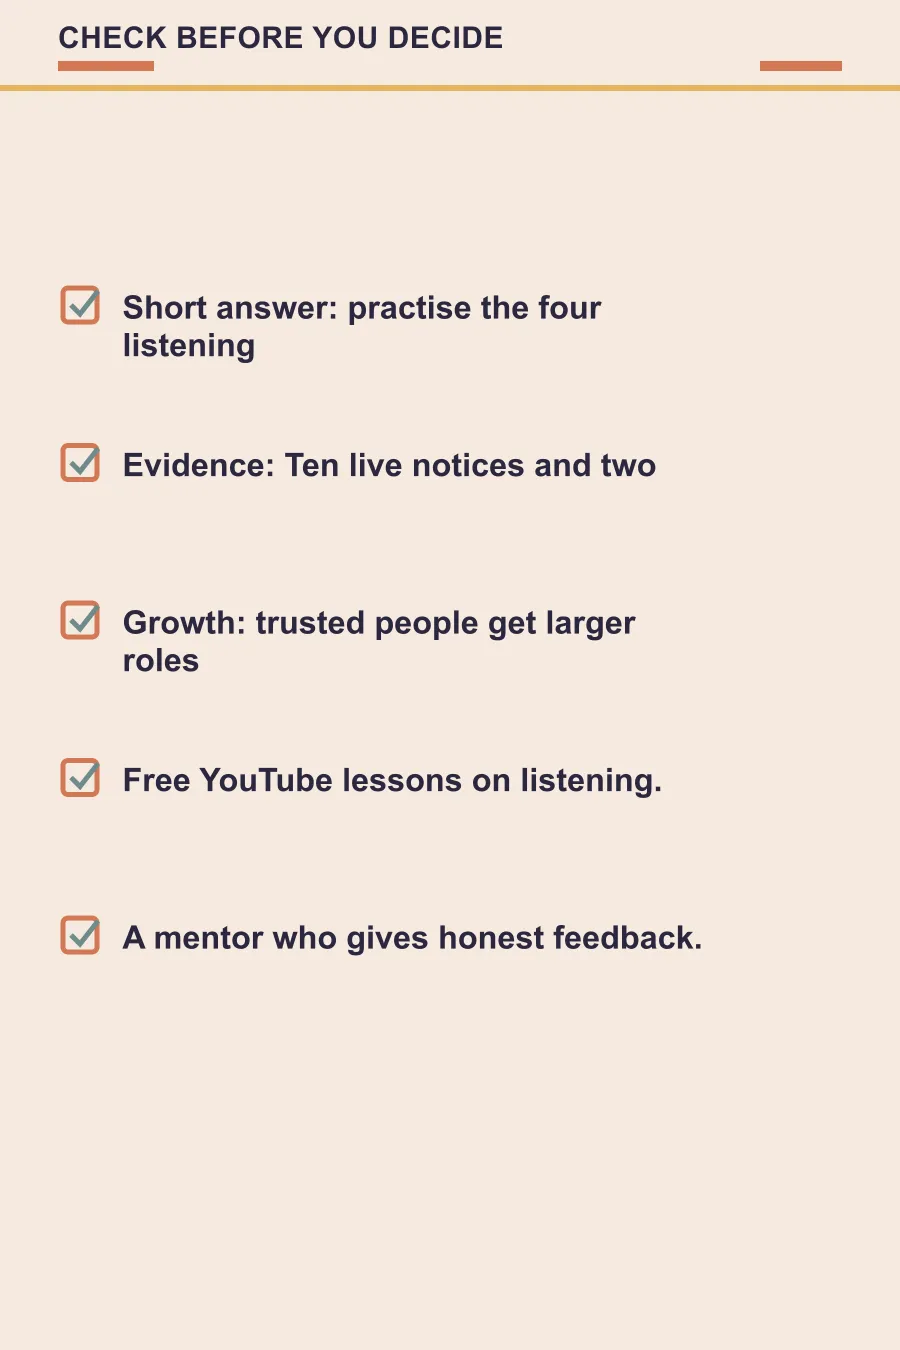 CHECK BEFORE YOU DECIDE
Short answer: practise the four
listening
Evidence: Ten live notices and two
Growth: trusted people get larger
roles
Free YouTube lessons on listening.
A mentor who gives honest feedback.